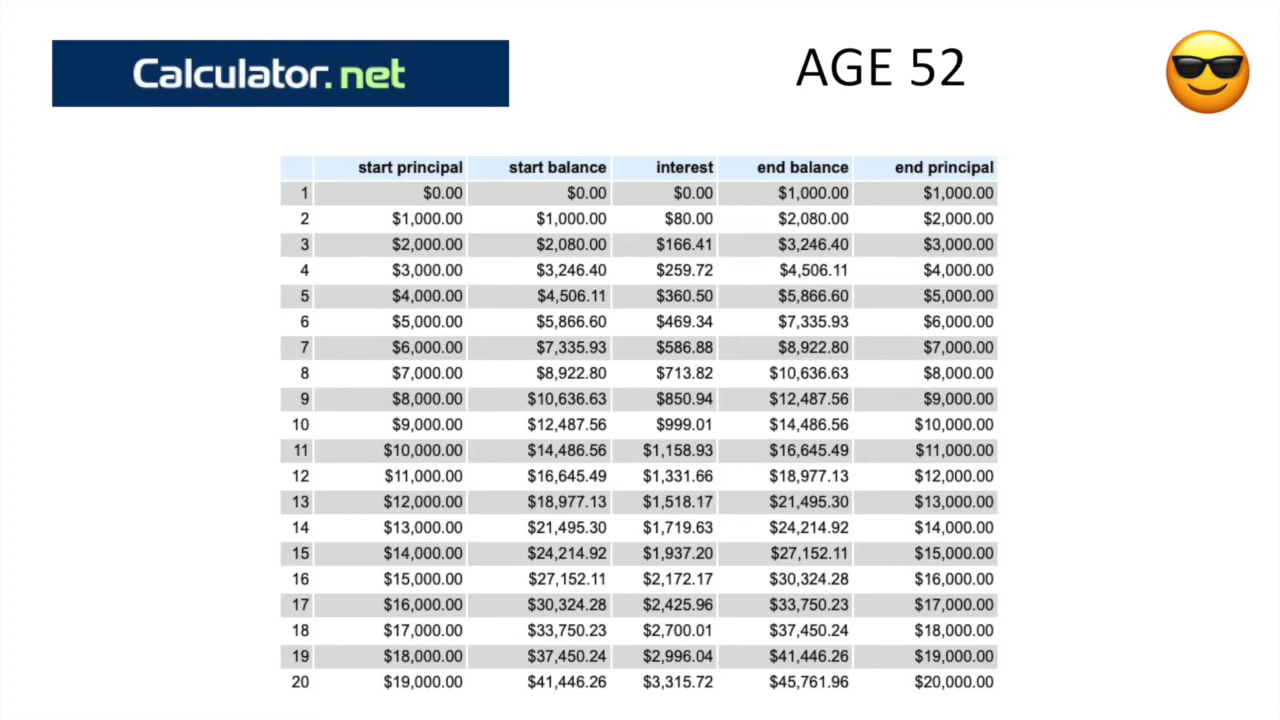 Calculator.net
AGE 52
start principal start balance interest end balance end principal
1 $0.00 $0.00 $0.00 $1,000.00 $1,000.00
2 $1,000.00 $1,000.00 $80.00 $2,080.00 $2,000.00
3 $2,000.00 $2,080.00 $166.41 $3,246.40 $3,000.00
4 $3,000.00 $3,246.40 $259.72 $4,506.11 $4,000.00
5 $4,000.00 $4,506.11 $360.50 $5,866.60 $5,000.00
6 $5,000.00 $5,866.60 $469.34 $7,335.93 $6,000.00
7 $6,000.00 $7,335.93 $586.88 $8,922.80 $7,000.00
8 $7,000.00 $8,922.80 $713.82 $10,636.63 $8,000.00
9 $8,000.00 $10,636.63 $850.94 $12,487.56 $9,000.00
10 $9,000.00 $12,487.56 $999.01 $14,486.56 $10,000.00
11 $10,000.00 $14,486.56 $1,158.93 $16,645.49 $11,000.00
12 $11,000.00 $16,645.49 $1,331.66 $18,977.13 $12,000.00
13 $12,000.00 $18,977.13 $1,518.17 $21,495.30 $13,000.00
14 $13,000.00 $21,495.30 $1,719.63 $24,214.92 $14,000.00
15 $14,000.00 $24,214.92 $1,937.20 $27,152.11 $15,000.00
16 $15,000.00 $27,152.11 $2,172.17 $30,324.28 $16,000.00
17 $16,000.00 $30,324.28 $2,425.96 $33,750.23 $17,000.00
18 $17,000.00 $33,750.23 $2,700.01 $37,450.24 $18,000.00
19 $18,000.00 $37,450.24 $2,996.04 $41,446.26 $19,000.00
20 $19,000.00 $41,446.26 $3,315.72 $45,761.96 $20,000.00